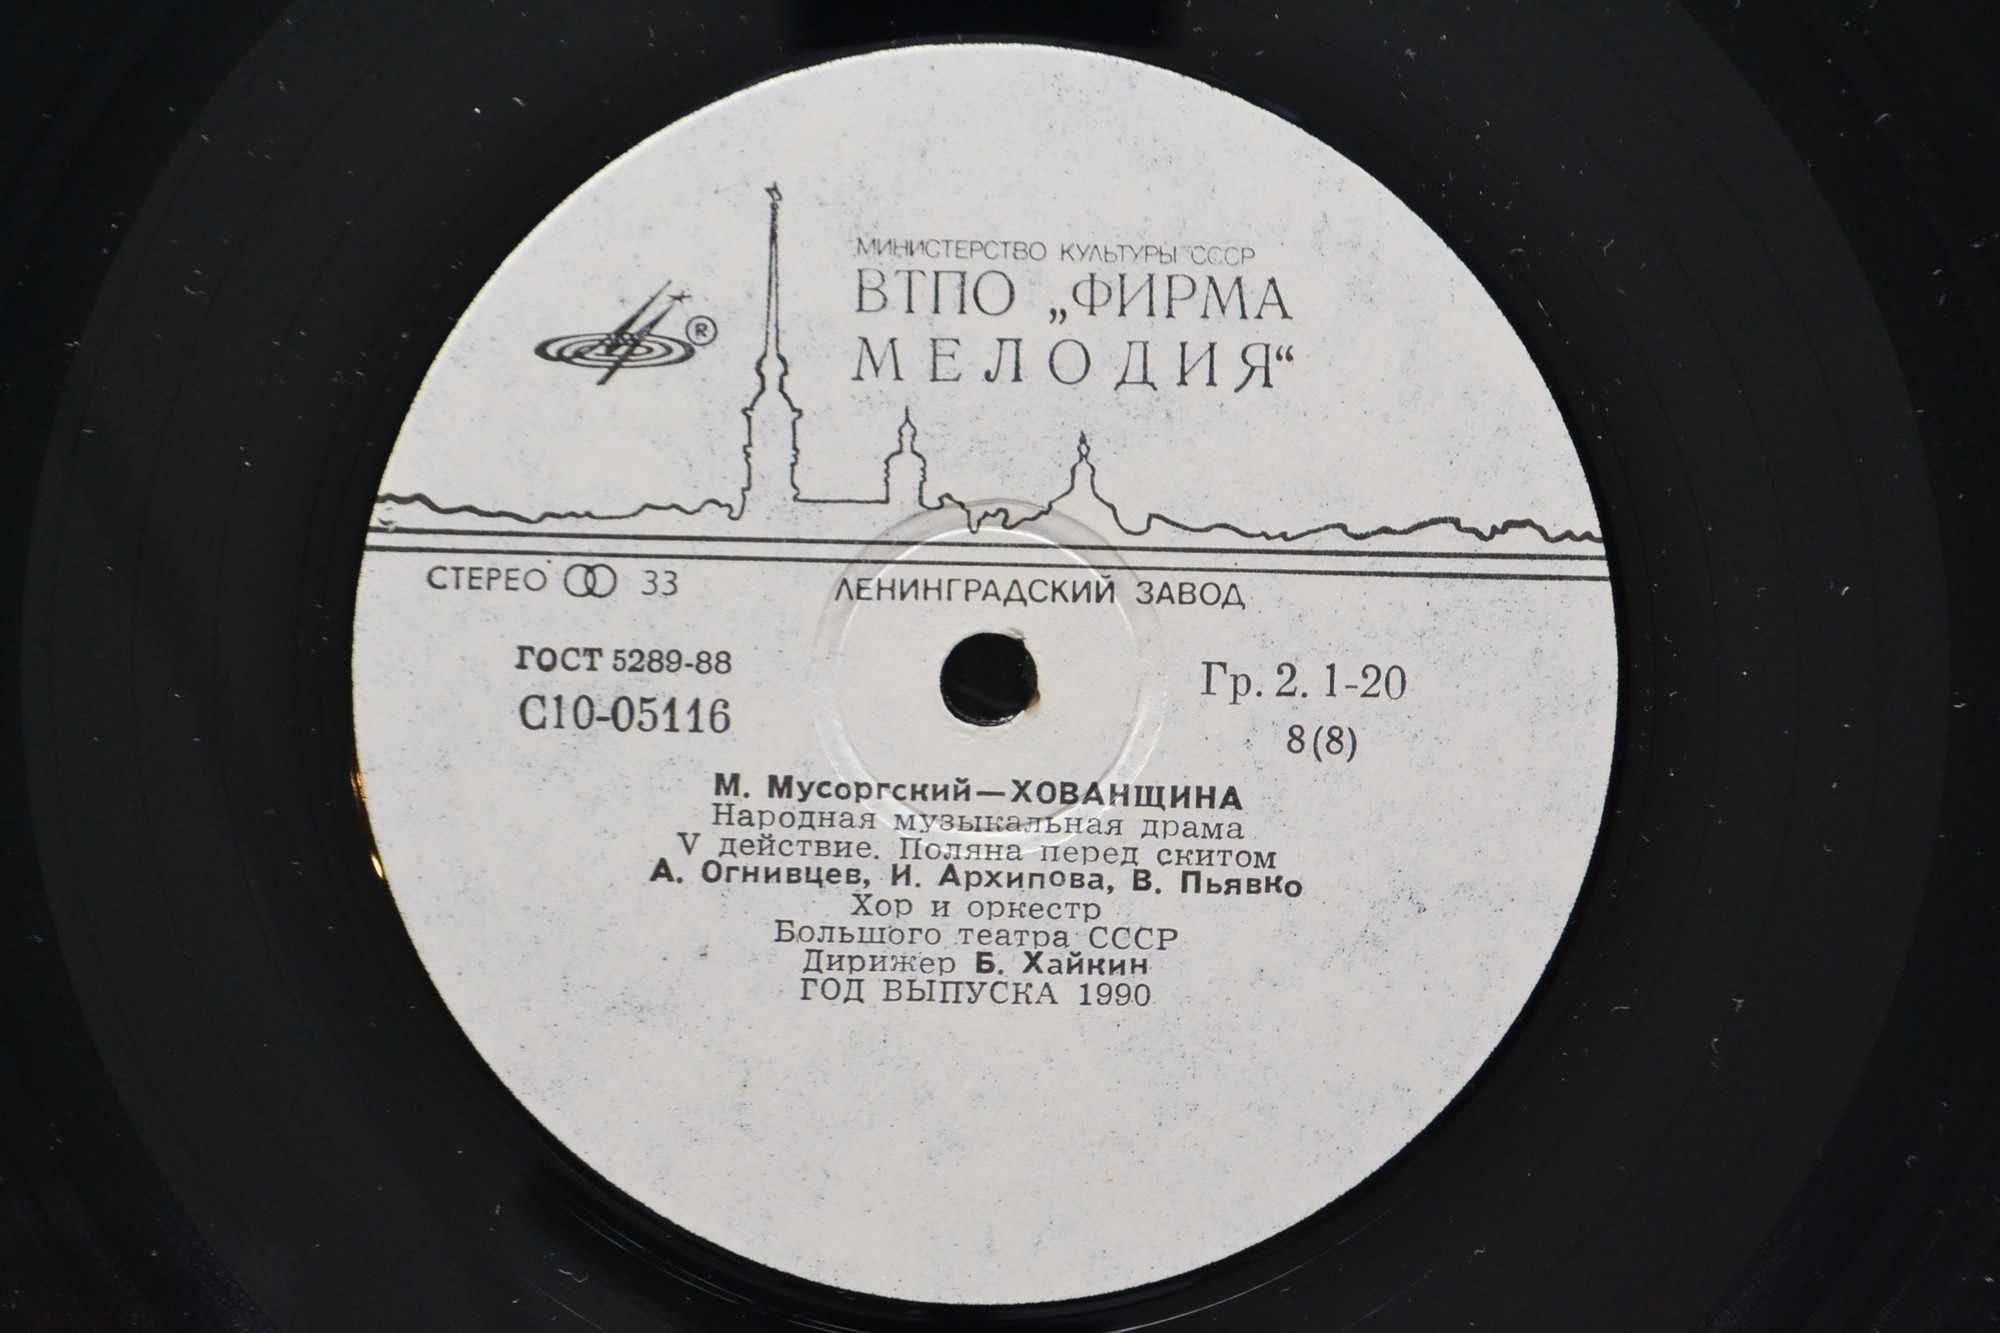 МИНИСТЕРСТВО КУЛЬТУРЫ СССР
ВТПО „ФИРМА
МЕЛОДИЯ“
®
СТЕРЕО 33
ЛЕНИНГРАДСКИЙ ЗАВОД
ГОСТ 5289-88
С10-05116
Гр. 2. 1-20
8(8)
М. Мусоргский—ХОВАНЩИНА
Народная музыкальная драма
V действие. Поляна перед скитом
А. Огнивцев, И. Архипова, В. Пьявко
Хор и оркестр
Большого театра СССР
Дирижер Б. Хайкин
ГОД ВЫПУСКА 1990